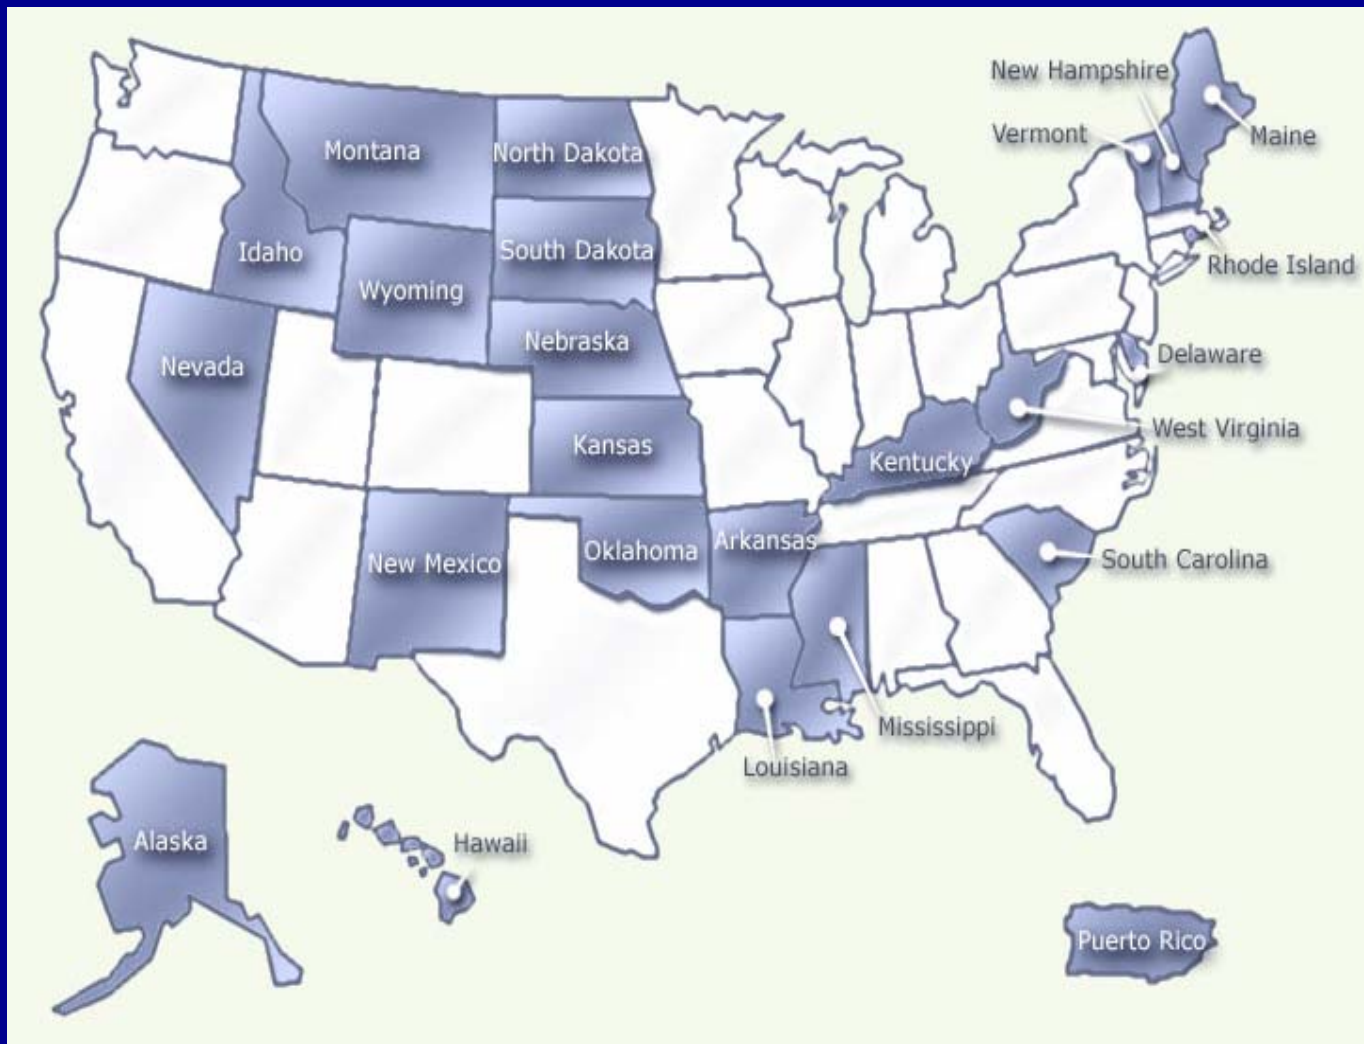 New Hampshire
Vermont
Maine
Montana
North Dakota
Idaho
South Dakota
Rhode Island
Wyoming
Nebraska
Nevada
Delaware
Kansas
West Virginia
Kentucky
New Mexico
Oklahoma
Arkansas
South Carolina
Mississippi
Louisiana
Alaska
Hawaii
Puerto Rico